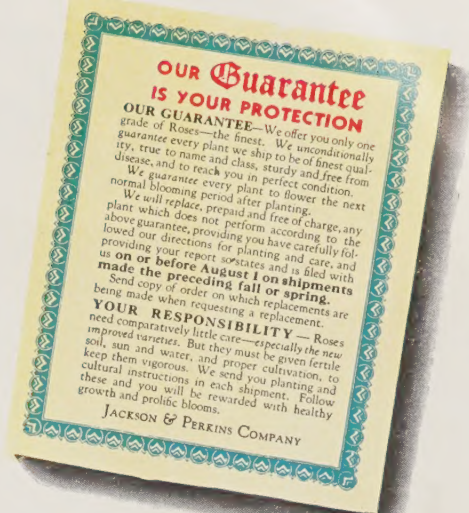 OUR Guarantee
IS YOUR PROTECTION
OUR GUARANTEE—We offer you only one
grade of Roses—the finest. We unconditionally
guarantee every plant we ship to be of finest qual-
ity, true to name and class, sturdy and free from
disease, and to reach you in perfect condition.
We guarantee every plant to flower the next
normal blooming period after planting.
We will replace, prepaid and free of charge, any
plant which does not perform according to the
above guarantee, providing you have carefully fol-
lowed our directions for planting and care, and
providing your report so states and is filed with
us on or before August 1 on shipments
made the preceding fall or spring.
Send copy of order on which replacements are
being made when requesting a replacement.
YOUR RESPONSIBILITY—Roses
need comparatively little care—especially the new
improved varieties. But they must be given fertile
soil, sun and water, and proper cultivation, to
keep them vigorous. We send you planting and
cultural instructions in each shipment. Follow
these and you will be rewarded with healthy
growth and prolific blooms.
JACKSON & PERKINS COMPANY